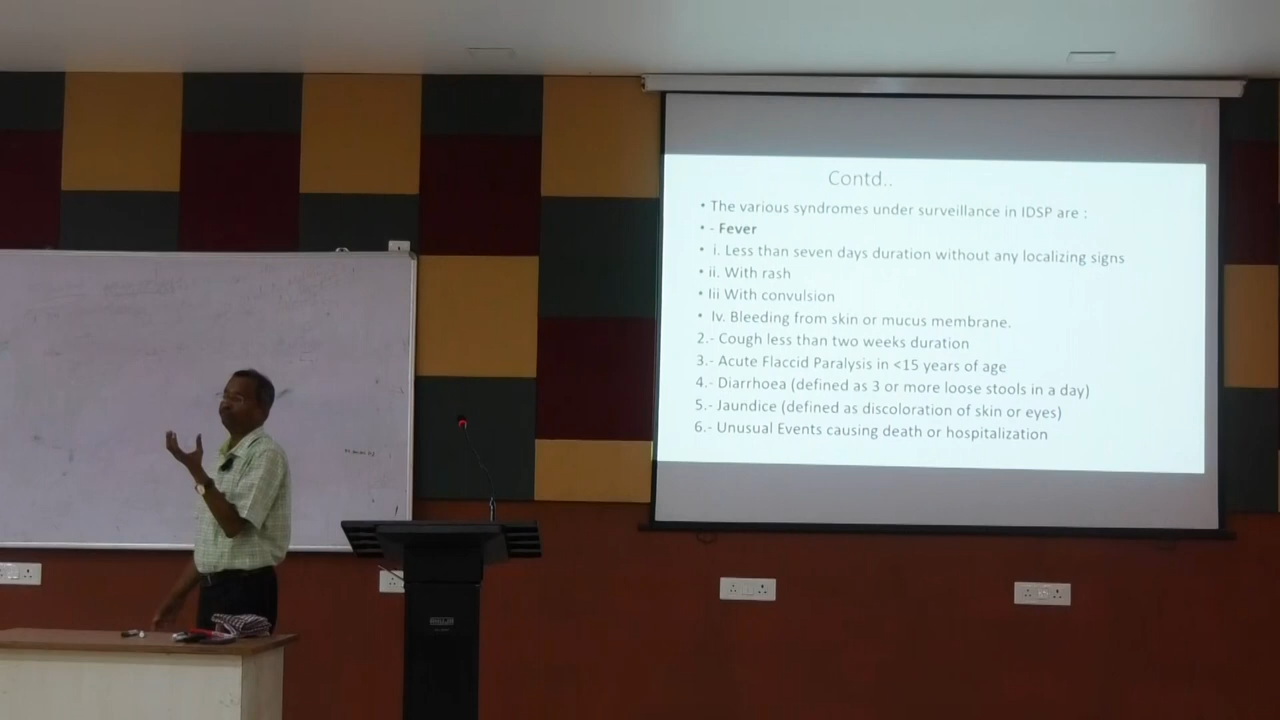 Contd..
• The various syndromes under surveillance in IDSP are :
• - Fever
• i. Less than seven days duration without any localizing signs
• ii. With rash
• Iii With convulsion
• Iv. Bleeding from skin or mucus membrane.
2.- Cough less than two weeks duration
3.- Acute Flaccid Paralysis in <15 years of age
4.- Diarrhoea (defined as 3 or more loose stools in a day)
5.- Jaundice (defined as discoloration of skin or eyes)
6.- Unusual Events causing death or hospitalization